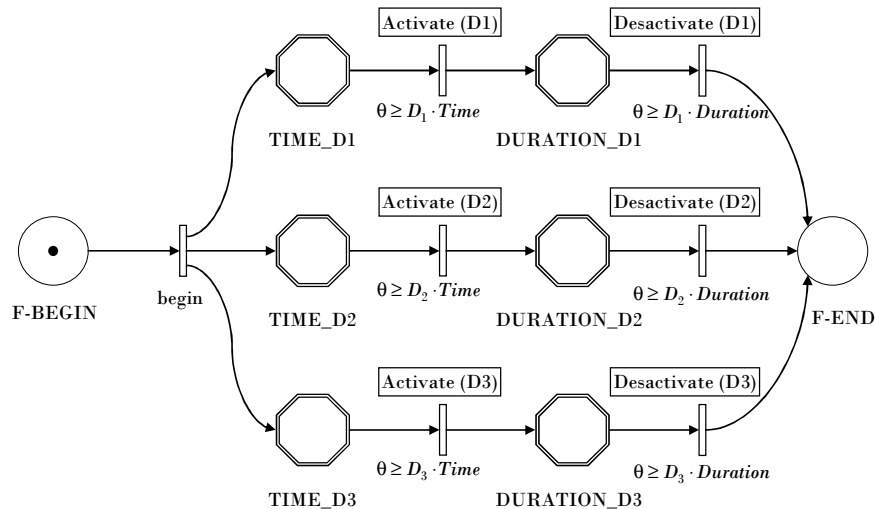 Activate (D1)
Desactivate (D1)
θ ≥ D₁ · Time
θ ≥ D₁ · Duration
TIME_D1
DURATION_D1
Activate (D2)
Desactivate (D2)
θ ≥ D₂ · Time
θ ≥ D₂ · Duration
F-BEGIN
begin
TIME_D2
DURATION_D2
F-END
Activate (D3)
Desactivate (D3)
θ ≥ D₃ · Time
θ ≥ D₃ · Duration
TIME_D3
DURATION_D3